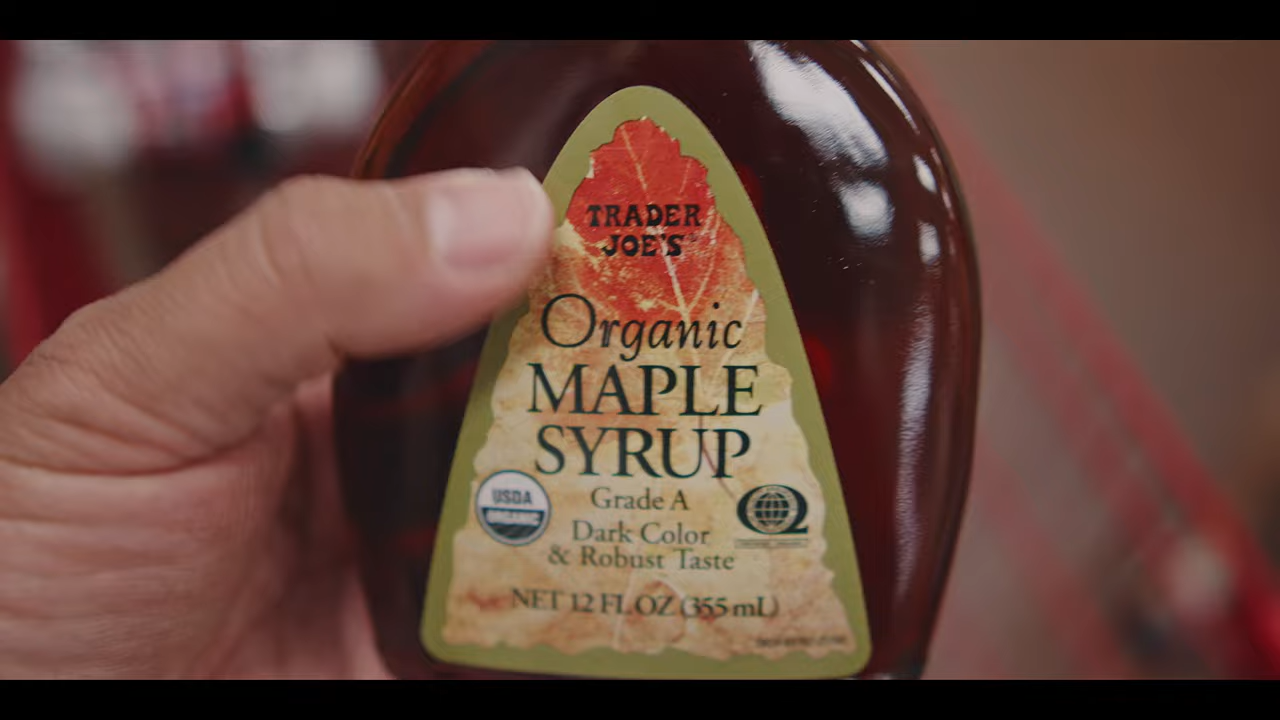 TRADER
JOE'S
Organic
MAPLE
SYRUP
USDA
ORGANIC
Grade A
Dark Color
& Robust Taste
NET 12 FL OZ (355 mL)